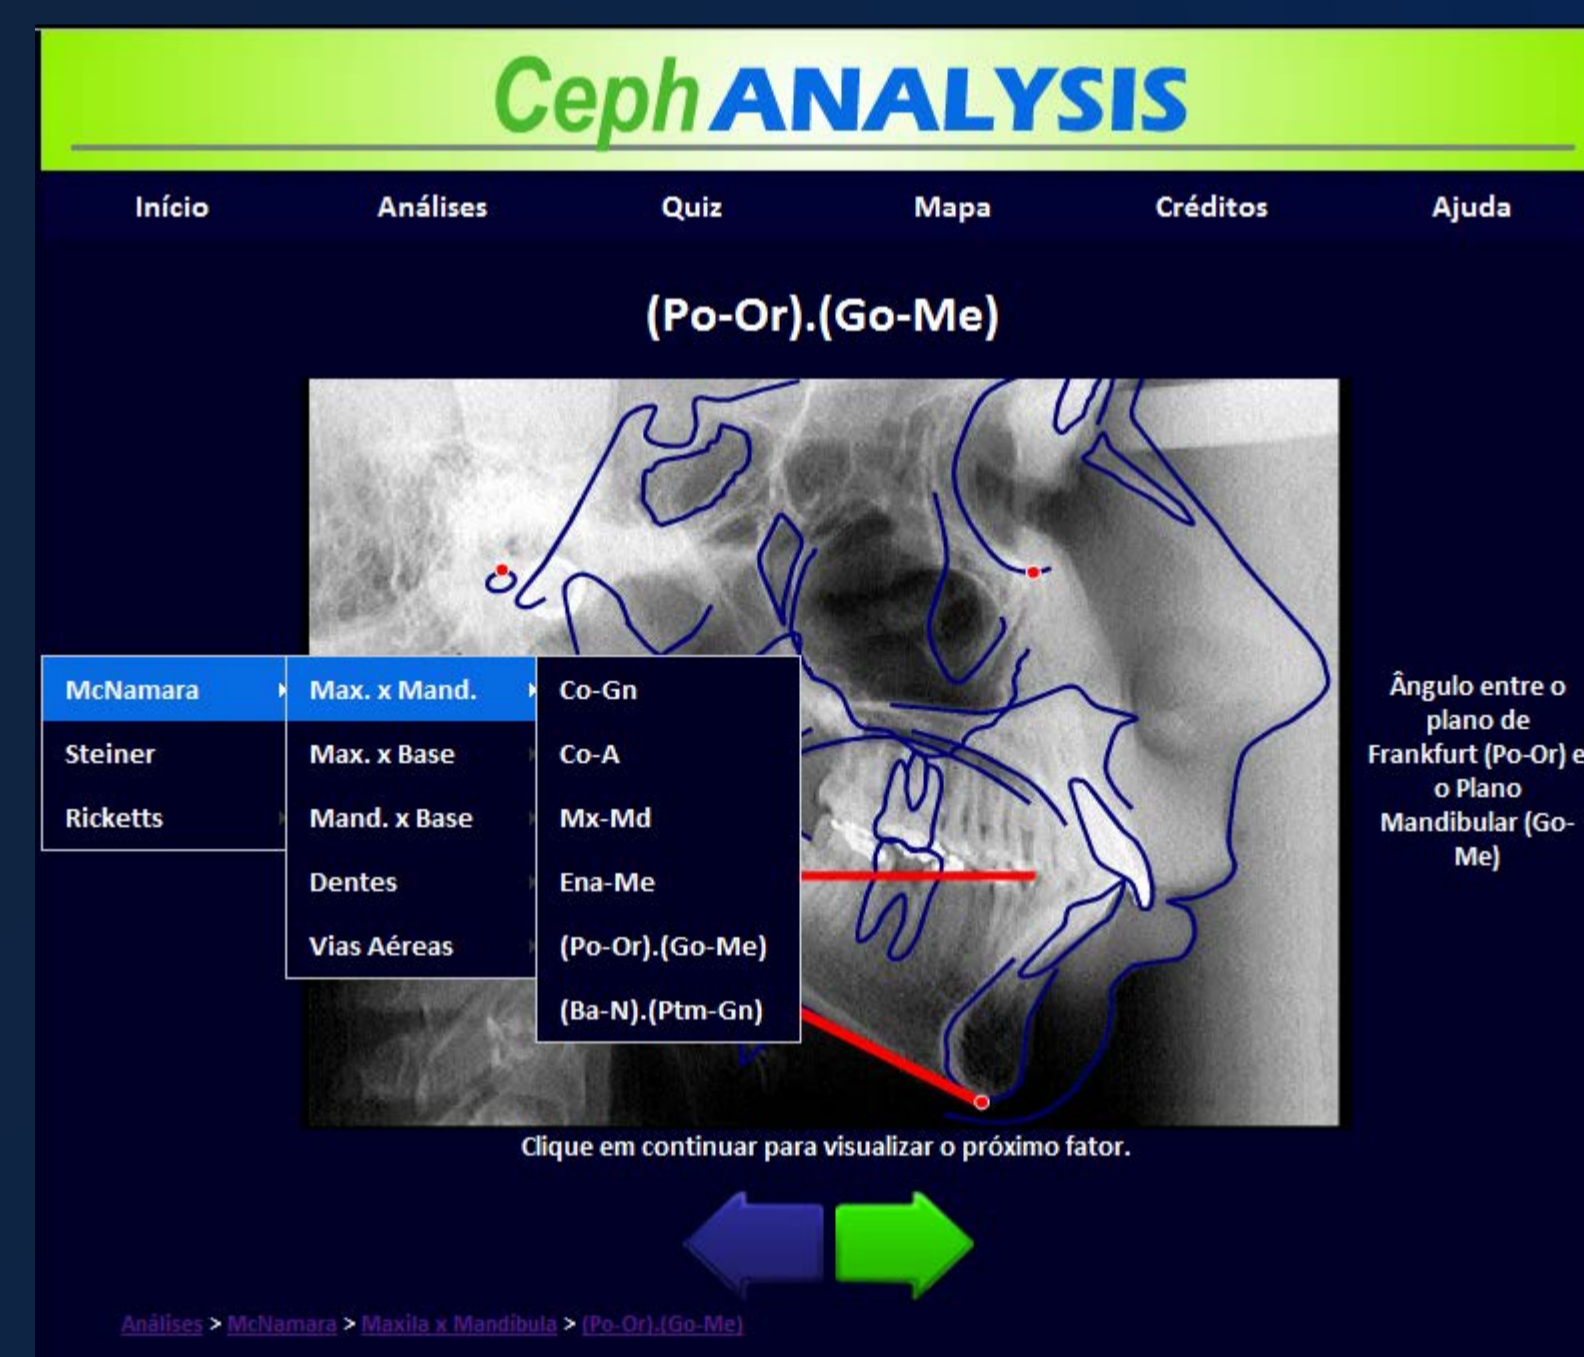 Ceph ANALYSIS
Início Análises Quiz Mapa Créditos Ajuda
(Po-Or).(Go-Me)
McNamara
Steiner
Ricketts
Max. x Mand.
Max. x Base
Mand. x Base
Dentes
Vias Aéreas
Co-Gn
Co-A
Mx-Md
Ena-Me
(Po-Or).(Go-Me)
(Ba-N).(Ptm-Gn)
Ângulo entre o
plano de
Frankfurt (Po-Or) e
o Plano
Mandibular (Go-
Me)
Clique em continuar para visualizar o próximo fator.
Análises > McNamara > Maxila x Mandíbula > (Po-Or).(Go-Me)